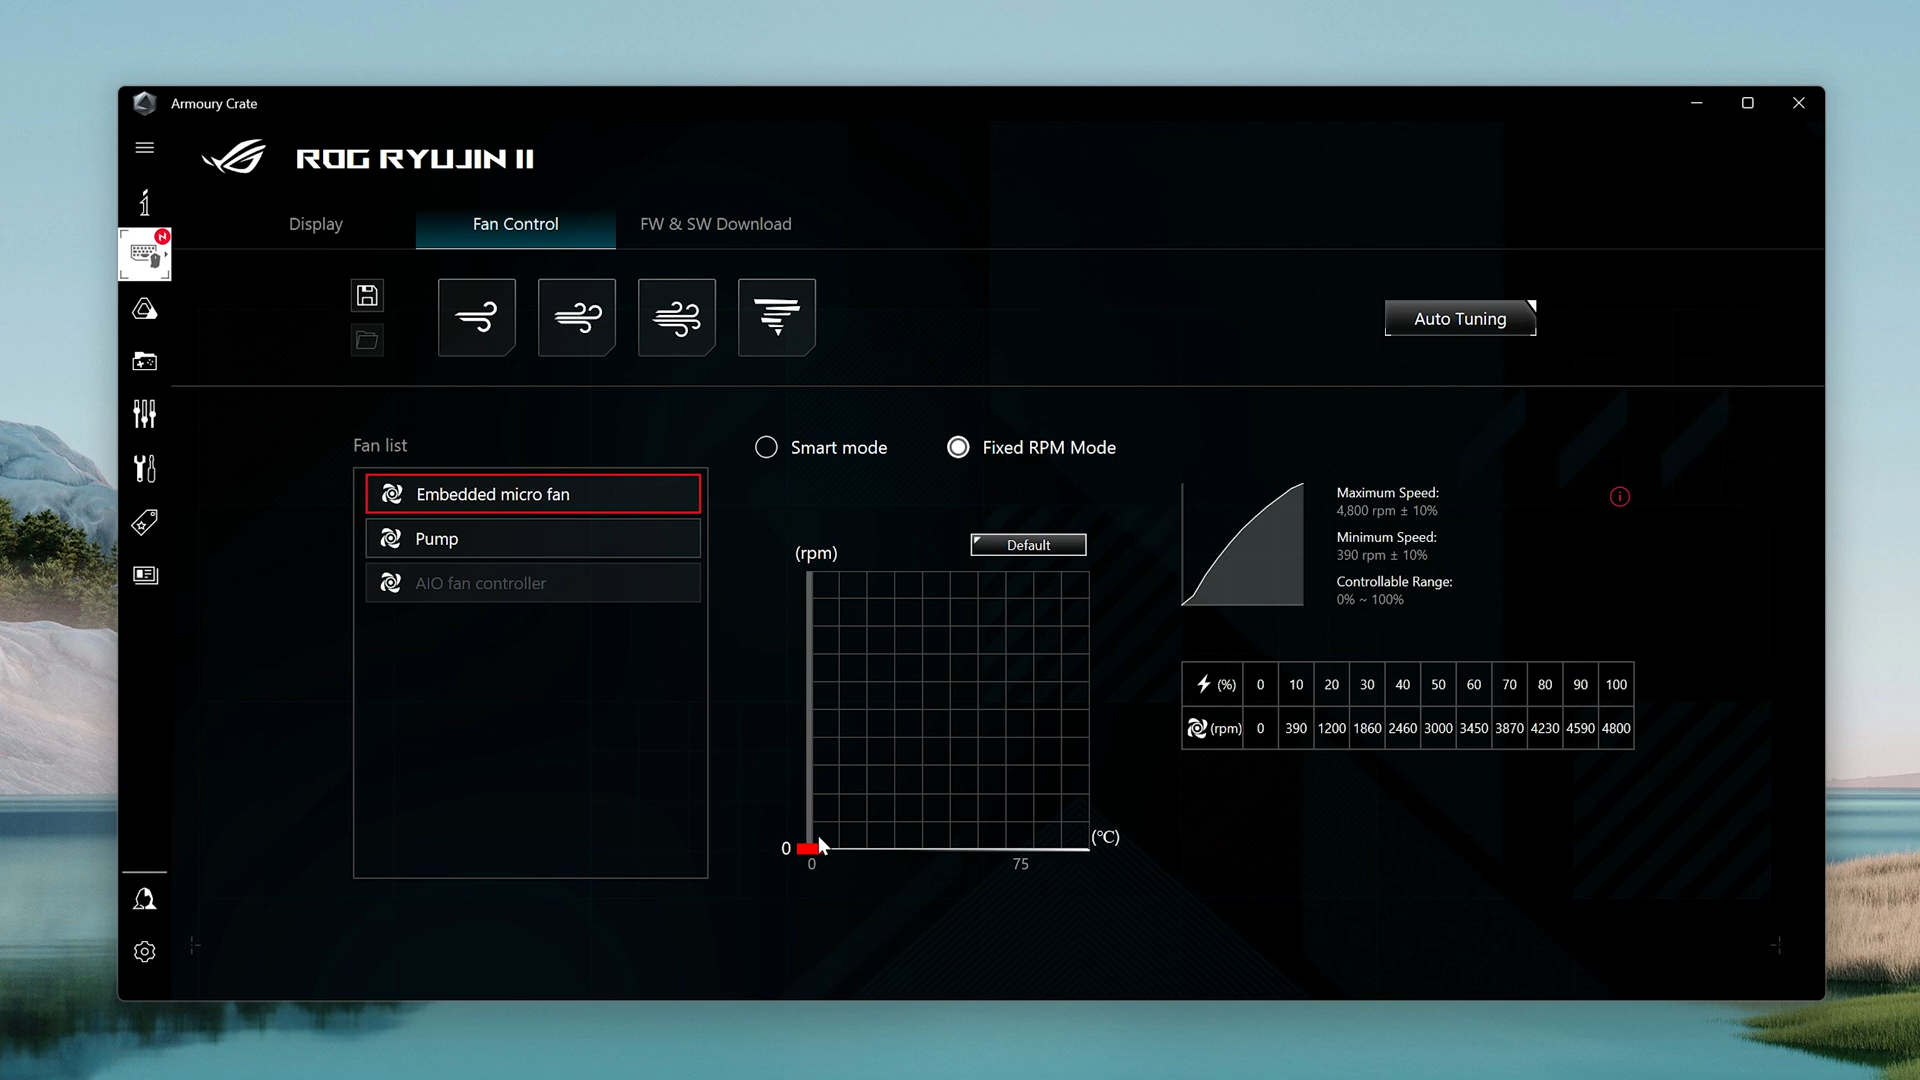 Armoury Crate
ROG RYUJIN II
N
Display
Fan Control
FW & SW Download
Auto Tuning
Fan list
Smart mode
Fixed RPM Mode
Embedded micro fan
Pump
AIO fan controller
(rpm)
Default
0
0
75
(°C)
Maximum Speed:
4,800 rpm ± 10%
Minimum Speed:
390 rpm ± 10%
Controllable Range:
0% ~ 100%
(%) 0 10 20 30 40 50 60 70 80 90 100
(rpm) 0 390 1200 1860 2460 3000 3450 3870 4230 4590 4800